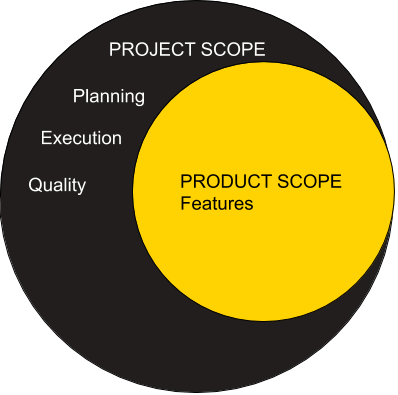 PROJECT SCOPE
Planning
Execution
Quality
PRODUCT SCOPE
Features